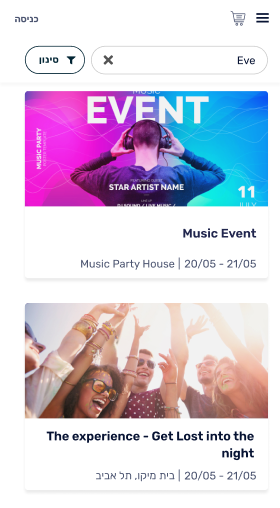 כניסה
סינון
Eve
MUSIC
EVENT
MUSIC PARTY
STAR ARTIST NAME
11
JULY
DJ SOUND / LIVE MUSIC /
Music Event
Music Party House | 20/05 - 21/05
The experience - Get Lost into the
night
בית מיקו, תל אביב | 20/05 - 21/05